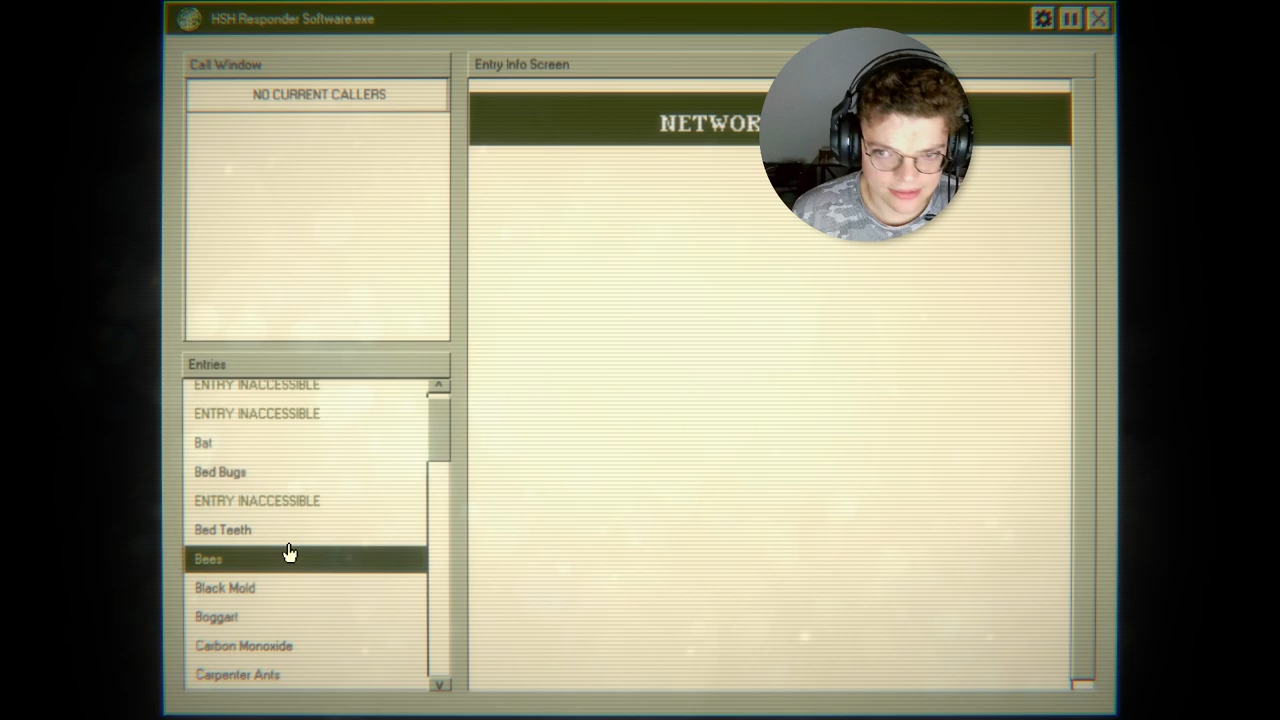 HSH Responder Software.exe
Call Window
NO CURRENT CALLERS
Entry Info Screen
Entries
ENTRY INACCESSIBLE
ENTRY INACCESSIBLE
Bat
Bed Bugs
ENTRY INACCESSIBLE
Bed Teeth
Bees
Black Mold
Boggart
Carbon Monoxide
Carpenter Ants